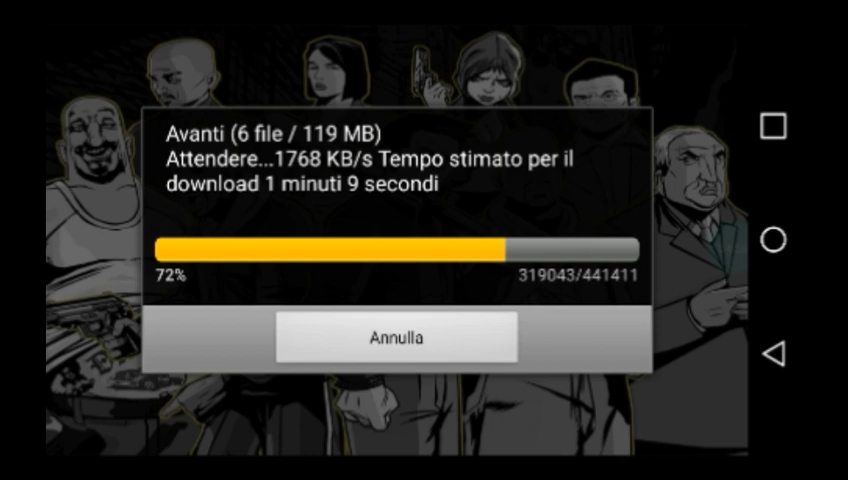 Avanti (6 file / 119 MB)
Attendere...1768 KB/s Tempo stimato per il
download 1 minuti 9 secondi
72%
319043/441411
Annulla